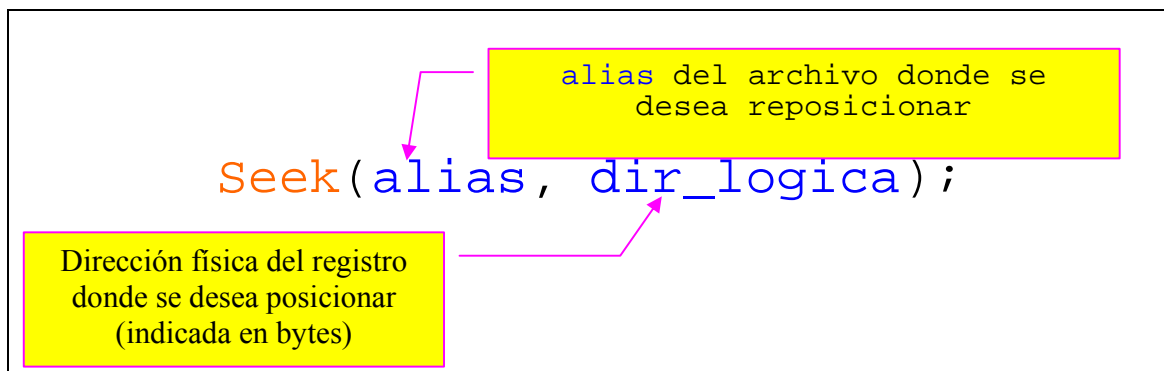 alias del archivo donde se
desea reposicionar
Seek(alias, dir_logica);
Dirección física del registro
donde se desea posicionar
(indicada en bytes)